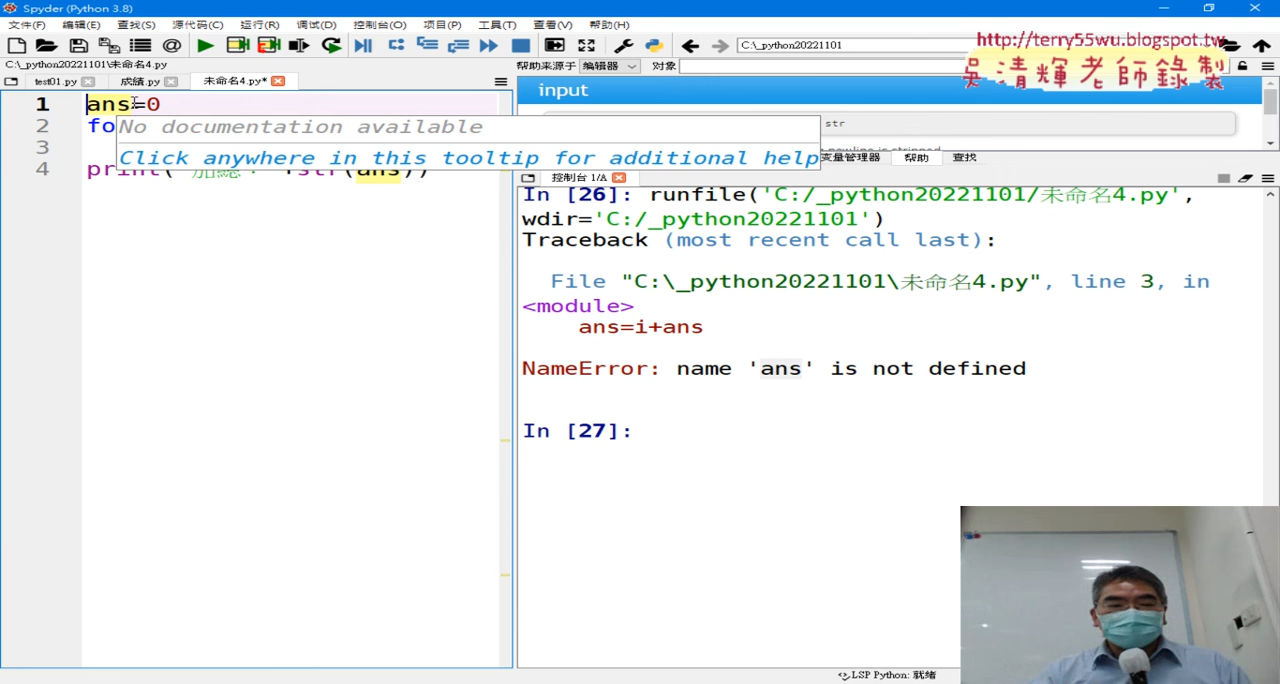 Spyder (Python 3.8)
文件(F) 编辑(E) 查找(S) 源代码(C) 运行(R) 调试(D) 控制台(O) 项目(P) 工具(T) 查看(V) 帮助(H)
C:\_python20221101
http://terry55wu.blogspot.tw
吳清輝老師錄製
C:\_python20221101\未命名4.py
帮助来源于 编辑器 对象
test01.py 成績.py 未命名4.py*
1 ans=0
2 fo
3
4 print("加總:"+str(ans))
No documentation available
Click anywhere in this tooltip for additional help
input
str
变量管理器 帮助 查找
控制台 1/A
In [26]: runfile('C:/_python20221101/未命名4.py',
wdir='C:/_python20221101')
Traceback (most recent call last):
File "C:\_python20221101\未命名4.py", line 3, in
<module>
ans=i+ans
NameError: name 'ans' is not defined
In [27]:
LSP Python: 就绪